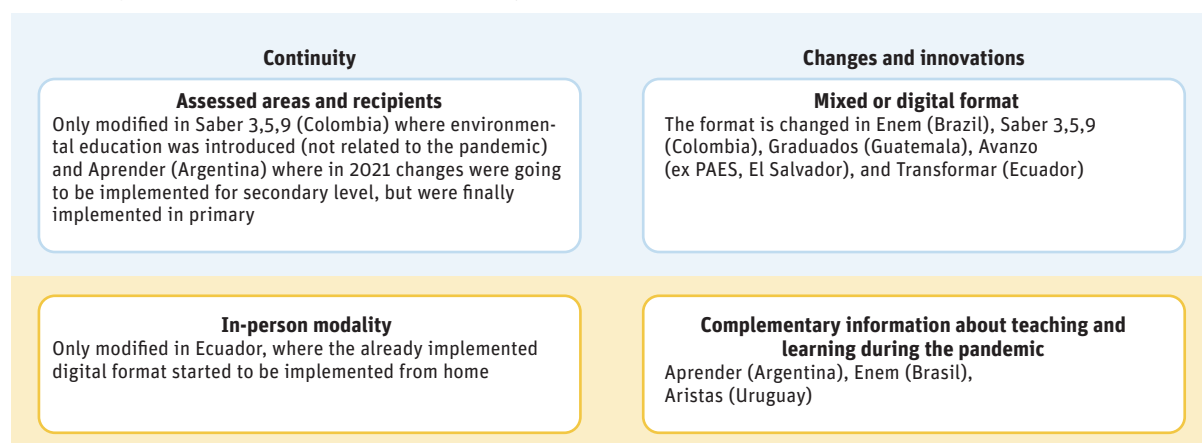 Continuity
Assessed areas and recipients
Only modified in Saber 3,5,9 (Colombia) where environmen-
tal education was introduced (not related to the pandemic)
and Aprender (Argentina) where in 2021 changes were going
to be implemented for secondary level, but were finally
implemented in primary
Changes and innovations
Mixed or digital format
The format is changed in Enem (Brazil), Saber 3,5,9
(Colombia), Graduados (Guatemala), Avanzo
(ex PAES, El Salvador), and Transformar (Ecuador)
In-person modality
Only modified in Ecuador, where the already implemented
digital format started to be implemented from home
Complementary information about teaching and
learning during the pandemic
Aprender (Argentina), Enem (Brasil),
Aristas (Uruguay)